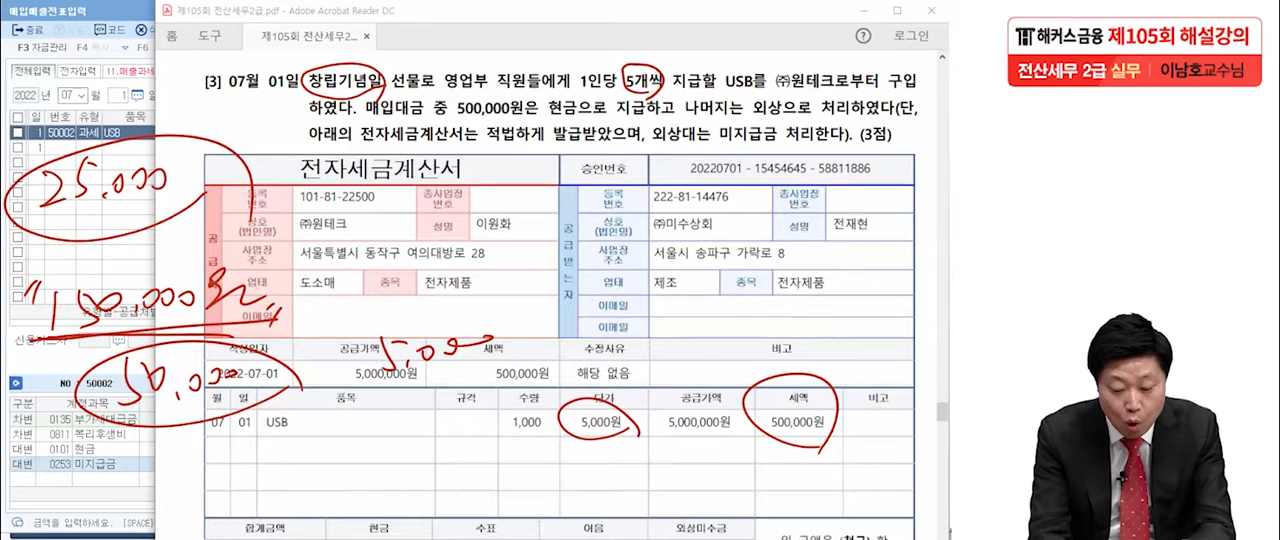 매입매출전표입력
종료
코드
F3 자금관리
F4
F6
전체입력 전자입력 11.매출과세
2022 년 07 월 1
일 번호 유형 품목
1 50002 과세 USB
1
NO : 50002
구분 계정과목
차변 0135 부가세대급금
차변 0811 복리후생비
대변 0101 현금
대변 0253 미지급금
금액을 입력하세요. [SPACE]
제105회 전산세무2급.pdf - Adobe Acrobat Reader DC
홈 도구 제105회 전산세무2... × 로그인
[3] 07월 01일 창립기념일 선물로 영업부 직원들에게 1인당 5개씩 지급할 USB를 ㈜원테크로부터 구입
하였다. 매입대금 중 500,000원은 현금으로 지급하고 나머지는 외상으로 처리하였다(단,
아래의 전자세금계산서는 적법하게 발급받았으며, 외상대는 미지급금 처리한다). (3점)
전자세금계산서 승인번호 20220701 - 15454645 - 58811886
공급 등록번호 101-81-22500 종사업장번호
상호(법인명) ㈜원테크 성명 이원화
사업장주소 서울특별시 동작구 여의대방로 28
업태 도소매 종목 전자제품
이메일
공급받는자 등록번호 222-81-14476 종사업장번호
상호(법인명) ㈜미수상회 성명 전재현
사업장주소 서울시 송파구 가락로 8
업태 제조 종목 전자제품
이메일
이메일
작성일자 공급가액 세액 수정사유 비고
2022-07-01 5,000,000원 500,000원 해당 없음
월 일 품목 규격 수량 단가 공급가액 세액 비고
07 01 USB 1,000 5,000원 5,000,000원 500,000원
합계금액 현금 수표 어음 외상미수금
25,000
50,000
5,000
해커스금융 제105회 해설강의
전산세무 2급 실무 이남호교수님